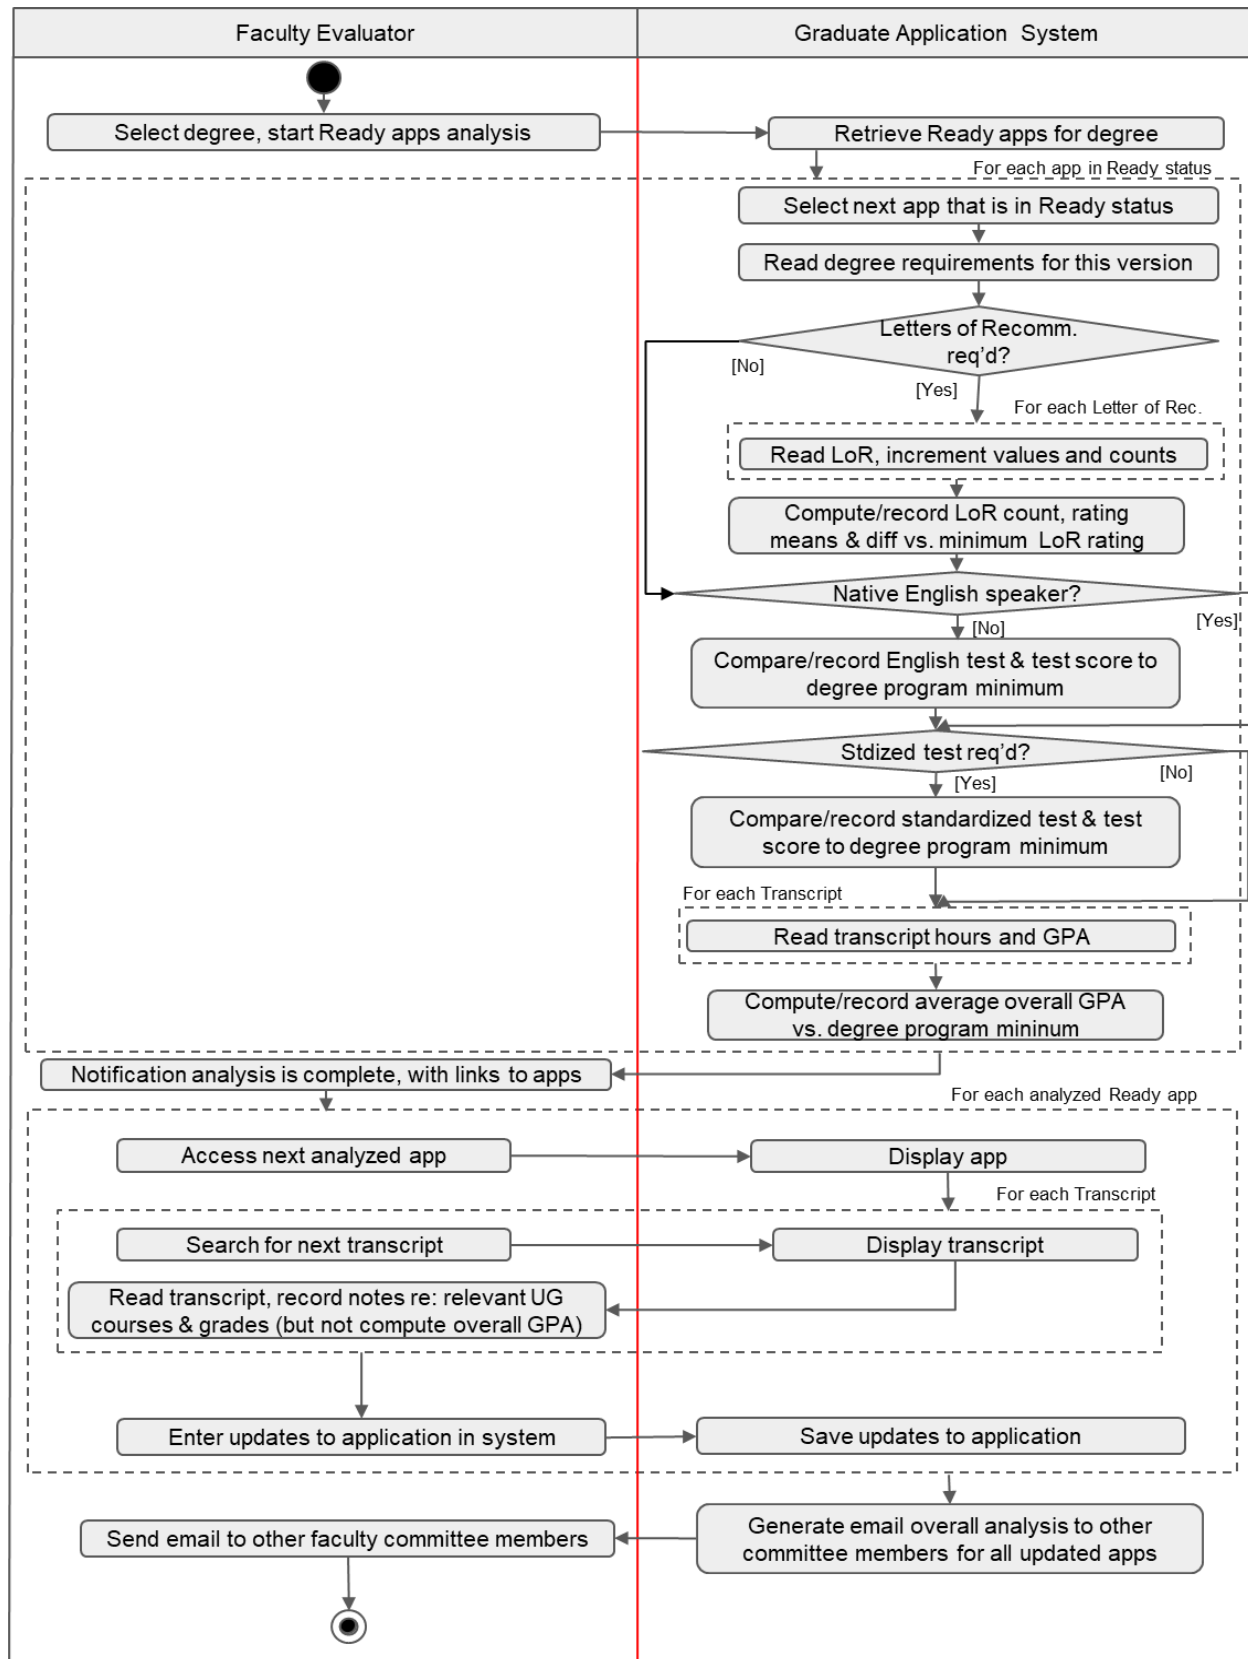 Faculty Evaluator
Graduate Application System
Select degree, start Ready apps analysis
Retrieve Ready apps for degree
For each app in Ready status
Select next app that is in Ready status
Read degree requirements for this version
Letters of Recomm.
req'd?
[No]
[Yes]
For each Letter of Rec.
Read LoR, increment values and counts
Compute/record LoR count, rating
means & diff vs. minimum LoR rating
Native English speaker?
[Yes]
[No]
Compare/record English test & test score to
degree program minimum
Stdized test req'd?
[No]
[Yes]
Compare/record standardized test & test
score to degree program minimum
For each Transcript
Read transcript hours and GPA
Compute/record average overall GPA
vs. degree program mininum
Notification analysis is complete, with links to apps
For each analyzed Ready app
Access next analyzed app
Display app
For each Transcript
Search for next transcript
Display transcript
Read transcript, record notes re: relevant UG
courses & grades (but not compute overall GPA)
Enter updates to application in system
Save updates to application
Send email to other faculty committee members
Generate email overall analysis to other
committee members for all updated apps